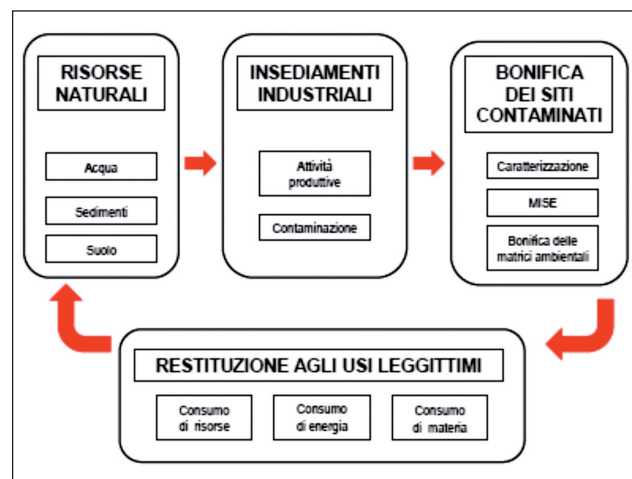 RISORSE
NATURALI
Acqua
Sedimenti
Suolo
INSEDIAMENTI
INDUSTRIALI
Attività
produttive
Contaminazione
BONIFICA
DEI SITI
CONTAMINATI
Caratterizzazione
MISE
Bonifica delle
matrici ambientali
RESTITUZIONE AGLI USI LEGGITTIMI
Consumo
di risorse
Consumo
di energia
Consumo
di materia